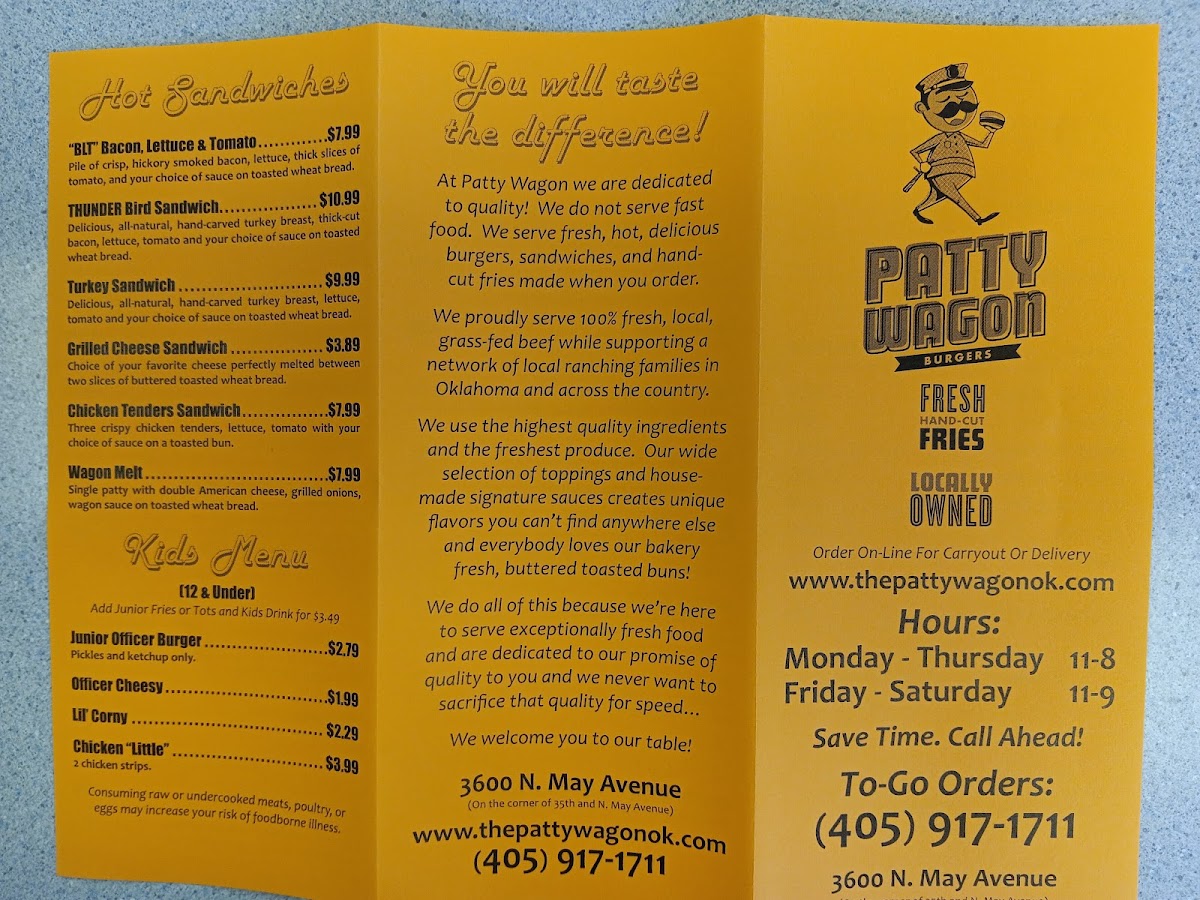 Hot Sandwiches
"BLT" Bacon, Lettuce & Tomato............$7.99
Pile of crisp, hickory smoked bacon, lettuce, thick slices of
tomato, and your choice of sauce on toasted wheat bread.
THUNDER Bird Sandwich.................$10.99
Delicious, all-natural, hand-carved turkey breast, thick-cut
bacon, lettuce, tomato and your choice of sauce on toasted
wheat bread.
Turkey Sandwich .........................$9.99
Delicious, all-natural, hand-carved turkey breast, lettuce,
tomato and your choice of sauce on toasted wheat bread.
Grilled Cheese Sandwich ................$3.89
Choice of your favorite cheese perfectly melted between
two slices of buttered toasted wheat bread.
Chicken Tenders Sandwich...............$7.99
Three crispy chicken tenders, lettuce, tomato with your
choice of sauce on a toasted bun.
Wagon Melt................................$7.99
Single patty with double American cheese, grilled onions,
wagon sauce on toasted wheat bread.
Kids Menu
(12 & Under)
Add Junior Fries or Tots and Kids Drink for $3.49
Junior Officer Burger .....................$2.79
Pickles and ketchup only.
Officer Cheesy............................$1.99
Lil' Corny .................................$2.29
Chicken "Little" ...........................$3.99
2 chicken strips.
Consuming raw or undercooked meats, poultry, or
eggs may increase your risk of foodborne illness.
You will taste
the difference!
At Patty Wagon we are dedicated
to quality! We do not serve fast
food. We serve fresh, hot, delicious
burgers, sandwiches, and hand-
cut fries made when you order.
We proudly serve 100% fresh, local,
grass-fed beef while supporting a
network of local ranching families in
Oklahoma and across the country.
We use the highest quality ingredients
and the freshest produce. Our wide
selection of toppings and house-
made signature sauces creates unique
flavors you can't find anywhere else
and everybody loves our bakery
fresh, buttered toasted buns!
We do all of this because we're here
to serve exceptionally fresh food
and are dedicated to our promise of
quality to you and we never want to
sacrifice that quality for speed...
We welcome you to our table!
3600 N. May Avenue
(On the corner of 35th and N. May Avenue)
www.thepattywagonok.com
(405) 917-1711
PATTY
WAGON
BURGERS
FRESH
HAND-CUT
FRIES
LOCALLY
OWNED
Order On-Line For Carryout Or Delivery
www.thepattywagonok.com
Hours:
Monday - Thursday 11-8
Friday - Saturday 11-9
Save Time. Call Ahead!
To-Go Orders:
(405) 917-1711
3600 N. May Avenue